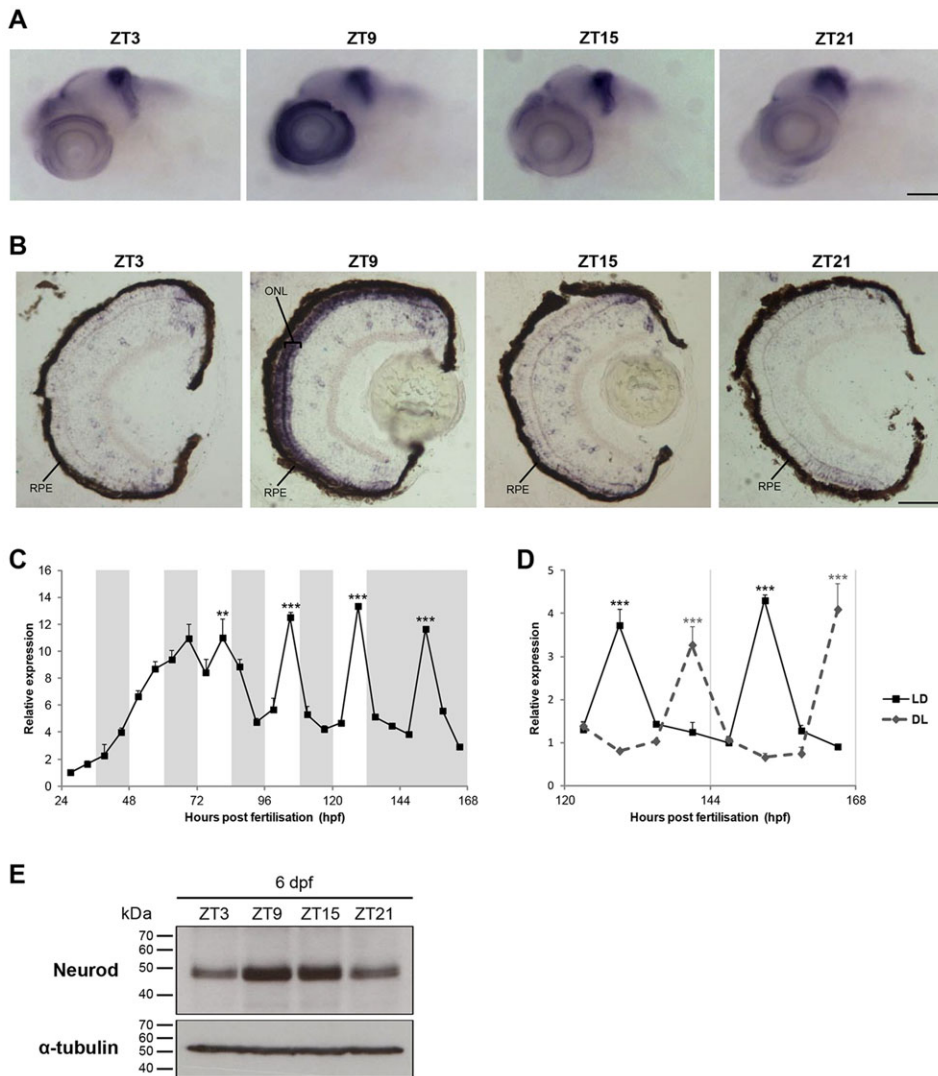 A
ZT3 ZT9 ZT15 ZT21
B
ZT3 ZT9 ZT15 ZT21
ONL
RPE RPE RPE RPE
C
Relative expression
16
14
12
10
8
6
4
2
0
** *** *** ***
24 48 72 96 120 144 168
Hours post fertilisation (hpf)
D
Relative expression
5
4
3
2
1
0
*** *** *** ***
120 144 168
Hours post fertilisation (hpf)
LD
DL
E
6 dpf
kDa ZT3 ZT9 ZT15 ZT21
70
60
50
40
Neurod
70
60
50
40
α-tubulin